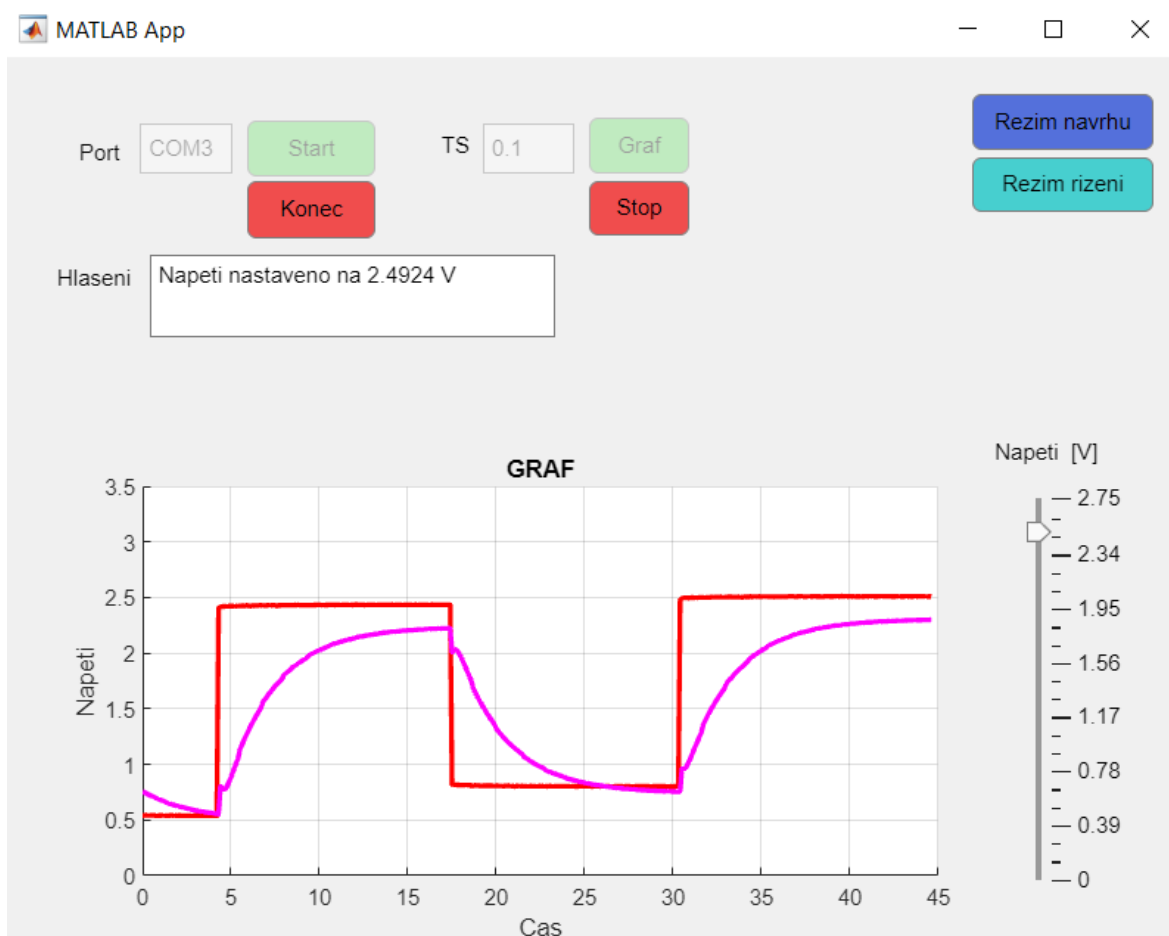 MATLAB App
Port
COM3
Start
TS
0.1
Graf
Rezim navrhu
Konec
Stop
Rezim rizeni
Hlaseni
Napeti nastaveno na 2.4924 V
Napeti [V]
GRAF
3.5
3
2.5
2
1.5
1
0.5
0
Napeti
0
5
10
15
20
25
30
35
40
45
Cas
2.75
2.34
1.95
1.56
1.17
0.78
0.39
0